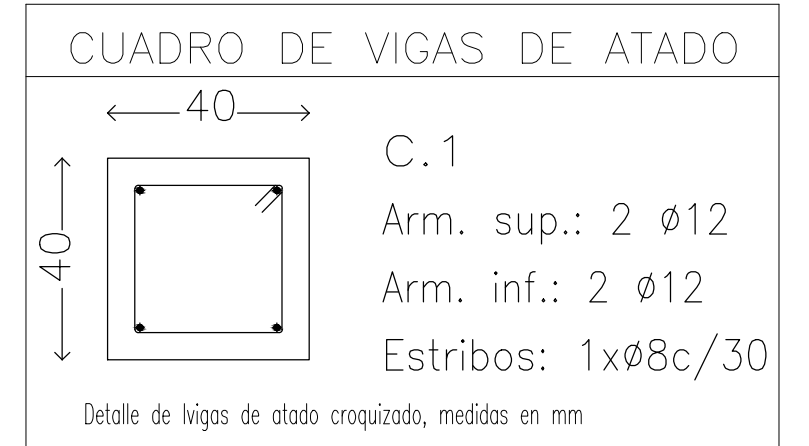 CUADRO DE VIGAS DE ATADO
40
40
C.1
Arm. sup.: 2 ø12
Arm. inf.: 2 ø12
Estribos: 1xø8c/30
Detalle de lvigas de atado croquizado, medidas en mm